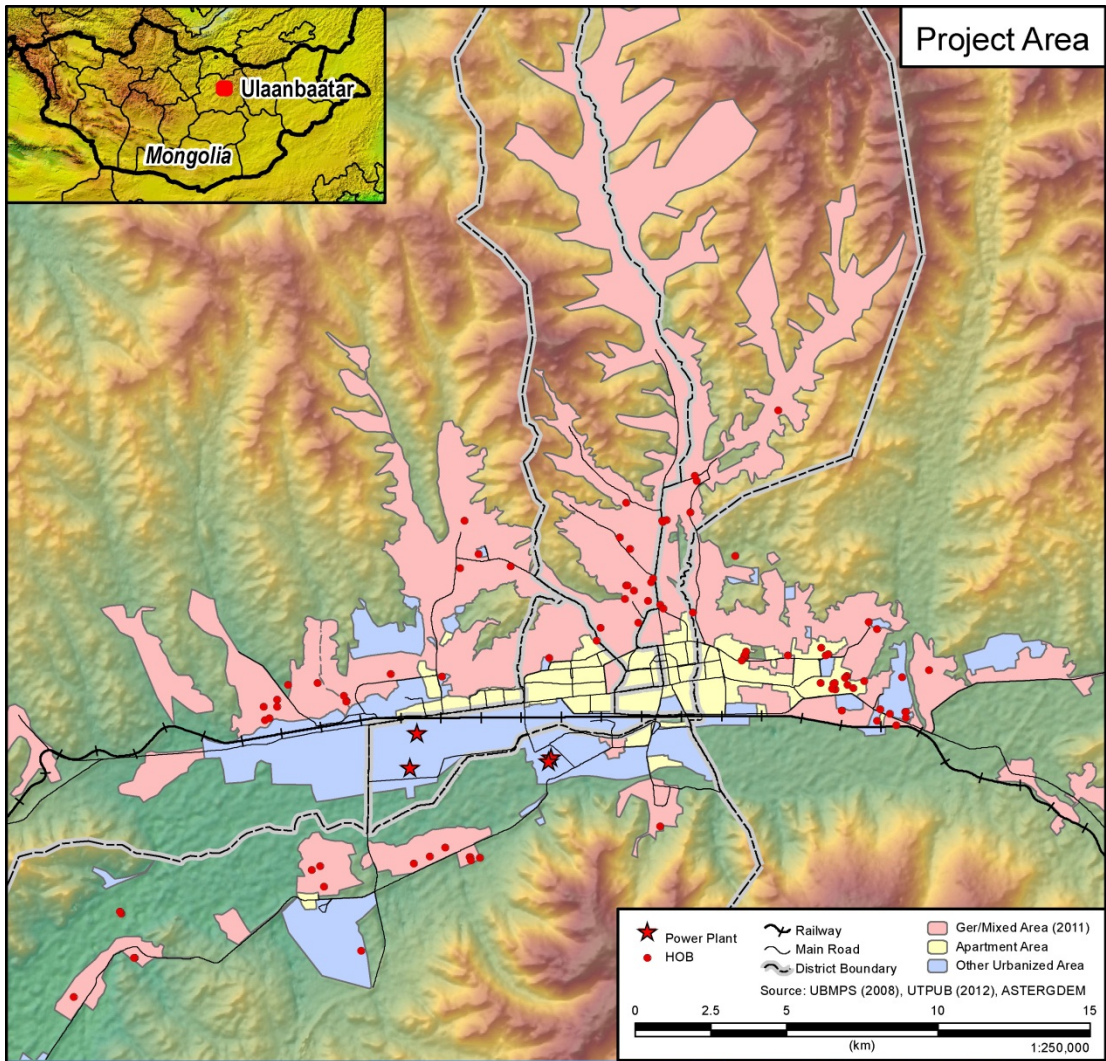 Project Area
Ulaanbaatar
Mongolia
Power Plant
HOB
Railway
Main Road
District Boundary
Ger/Mixed Area (2011)
Apartment Area
Other Urbanized Area
Source: UBMPS (2008), UTPUB (2012), ASTERGDEM
0 2.5 5 10 15
(km)
1:250,000